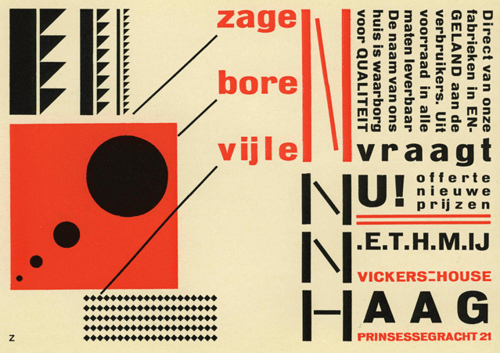 zageN
bore
vijle
Direct van onze
fabrieken in EN-
GELAND aan de
verbruikers. Uit
voorraad in alle
maten leverbaar
De naam van ons
huis is waarborg
voor QUALITEIT
vraagt
NU!
offerte
nieuwe
prijzen
N.E.T.H.M.IJ
VICKERS=HOUSE
HAAG
PRINSESSEGRACHT 21
Z